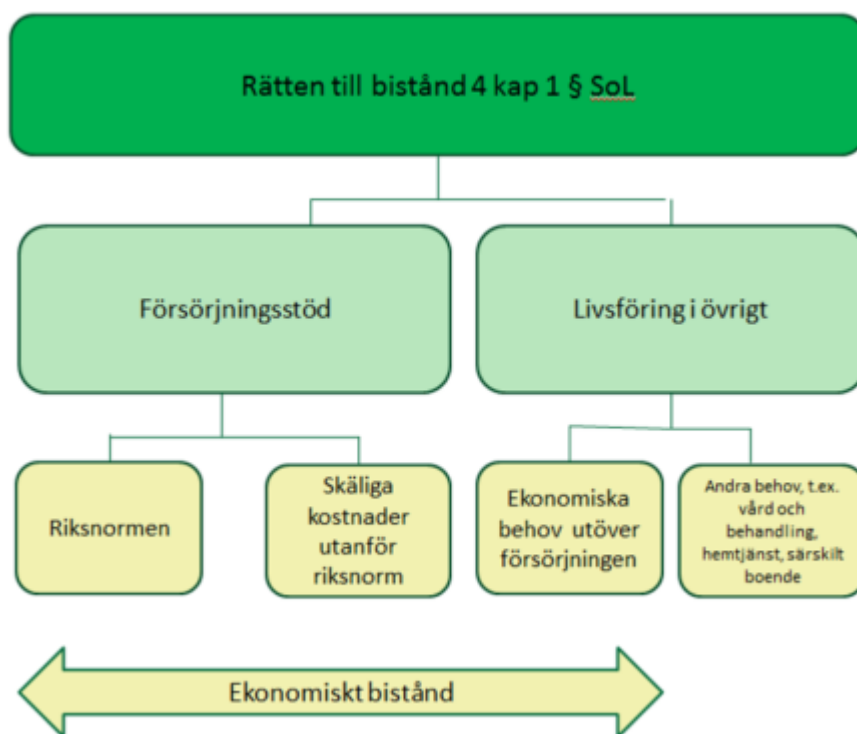 Rätten till bistånd 4 kap 1 § SoL
Försörjningsstöd
Livsföring i övrigt
Riksnormen
Skäliga
kostnader
utanför
riksnorm
Ekonomiska
behov utöver
försörjningen
Andra behov, t.ex.
vård och
behandling,
hemtjänst, särskilt
boende
Ekonomiskt bistånd